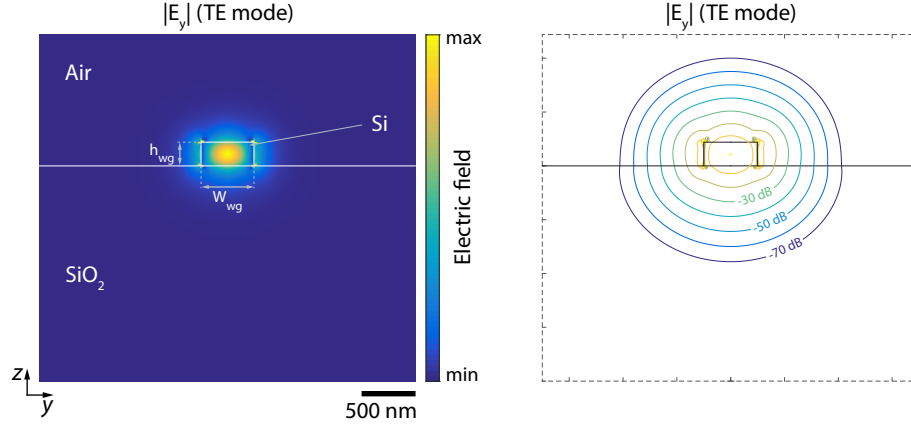 |E_y| (TE mode)
Air
Si
h_wg
W_wg
SiO₂
z
y
500 nm
max
Electric field
min
|E_y| (TE mode)
-30 dB
-50 dB
-70 dB